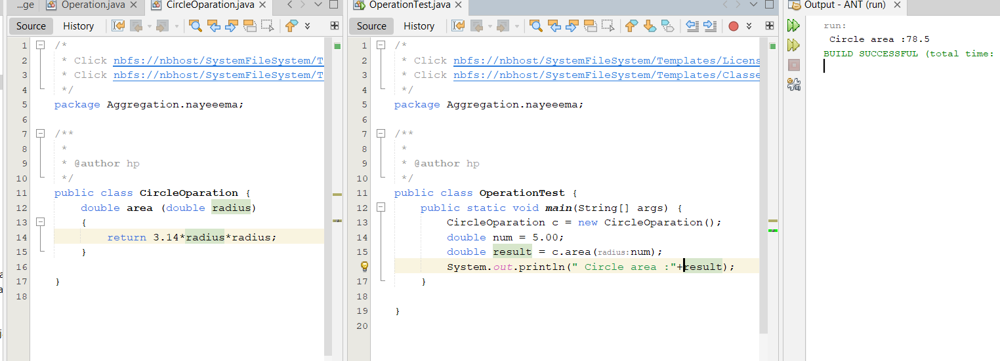 ...ge Operation.java CircleOparation.java
Source History
1 /*
2 * Click nbfs://nbhost/SystemFileSystem/T
3 * Click nbfs://nbhost/SystemFileSystem/T
4 */
5 package Aggregation.nayeeema;
6
7 /**
8 *
9 * @author hp
10 */
11 public class CircleOparation {
12 double area (double radius)
13 {
14 return 3.14*radius*radius;
15 }
16
17 }
18
OperationTest.java
Source History
1 /*
2 * Click nbfs://nbhost/SystemFileSystem/Templates/Licens
3 * Click nbfs://nbhost/SystemFileSystem/Templates/Classe
4 */
5 package Aggregation.nayeeema;
6
7 /**
8 *
9 * @author hp
10 */
11 public class OperationTest {
12 public static void main(String[] args) {
13 CircleOparation c = new CircleOparation();
14 double num = 5.00;
15 double result = c.area(radius:num);
System.out.println(" Circle area :"+result);
17 }
18
19 }
20
Output - ANT (run)
run:
Circle area :78.5
BUILD SUCCESSFUL (total time: